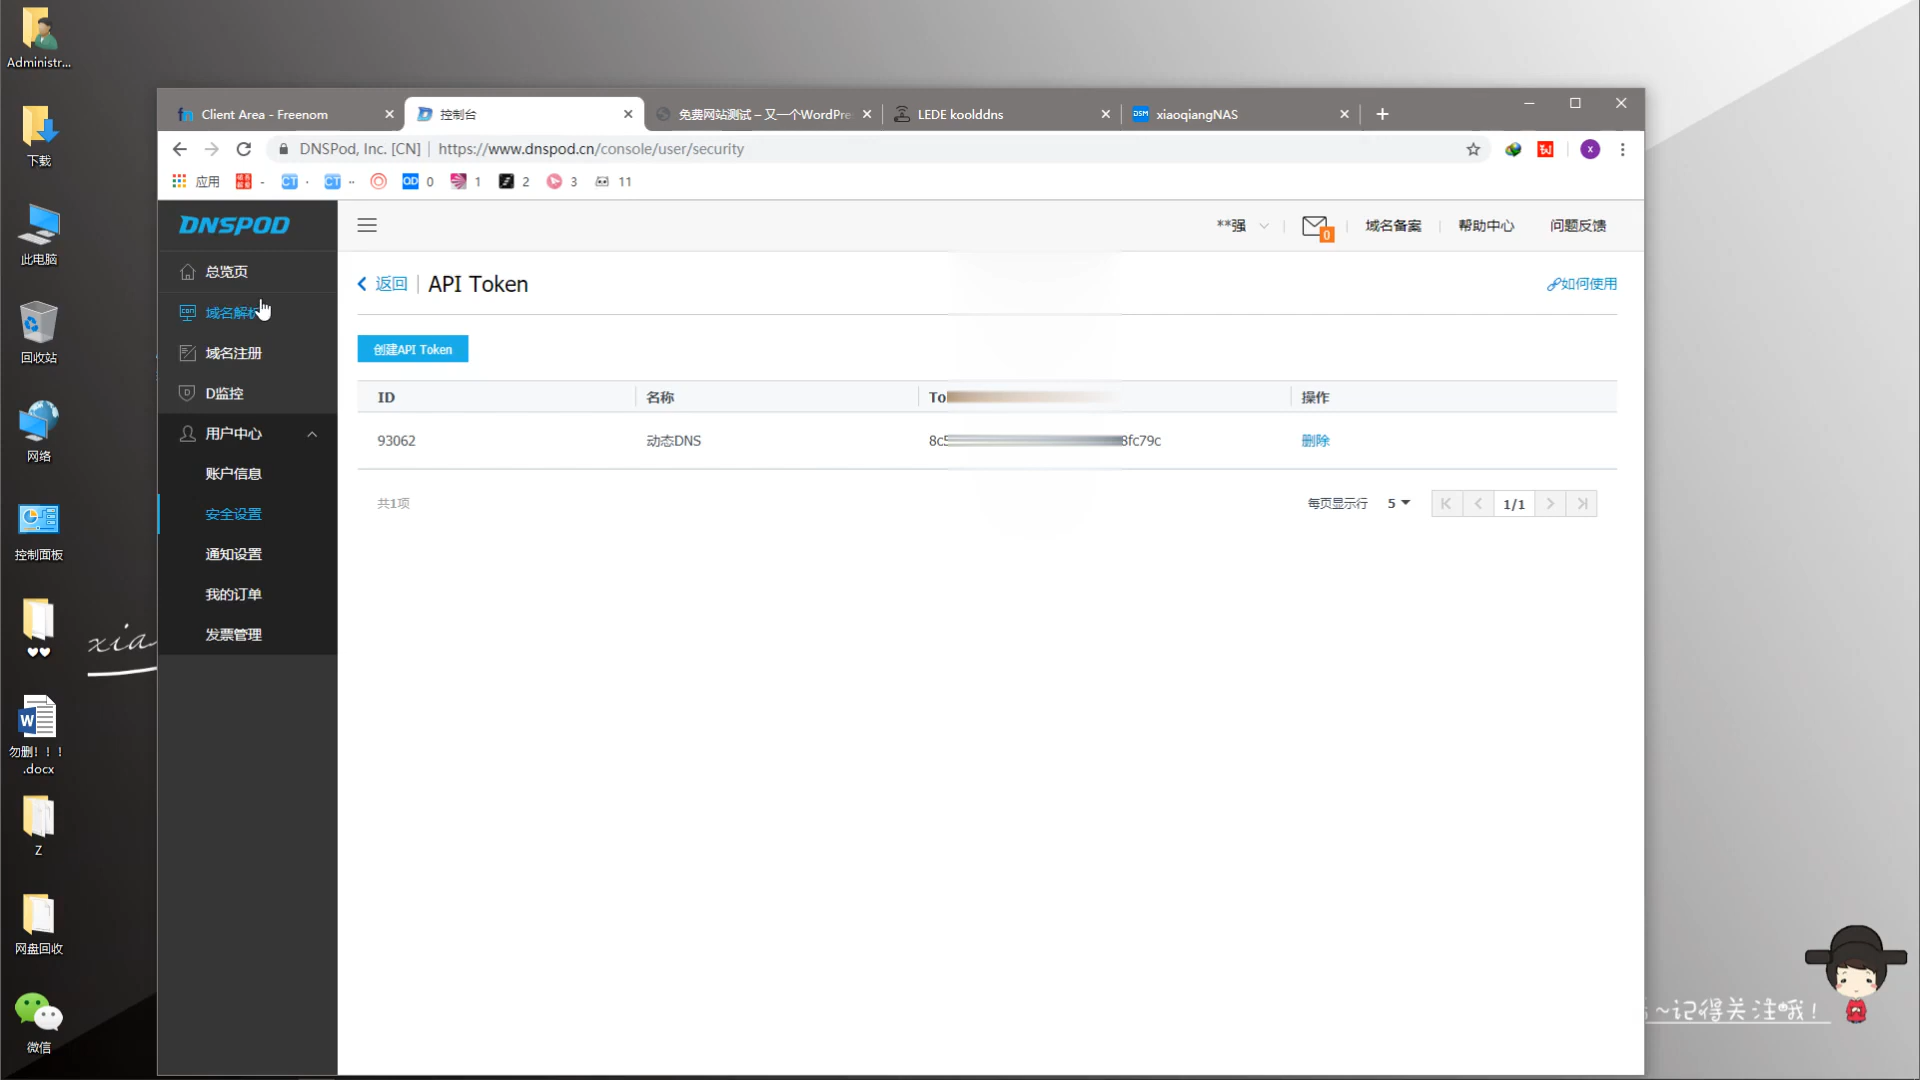 Administr...
下载
此电脑
回收站
网络
控制面板
♥♥
勿删！！！
.docx
Z
网盘回收
微信
xia
Client Area - Freenom
控制台
免费网站测试 – 又一个WordPre
LEDE koolddns
xiaoqiangNAS
DNSPod, Inc. [CN] | https://www.dnspod.cn/console/user/security
应用 - CT · CT ·· OD 0 1 2 3 11
DNSPOD
**强 0 域名备案 帮助中心 问题反馈
总览页
域名解析
域名注册
D监控
用户中心
账户信息
安全设置
通知设置
我的订单
发票管理
返回 | API Token
如何使用
创建API Token
ID 名称 To 操作
93062 动态DNS 8c5 8fc79c 删除
共1项 每页显示行 5 1/1
~记得关注哦！